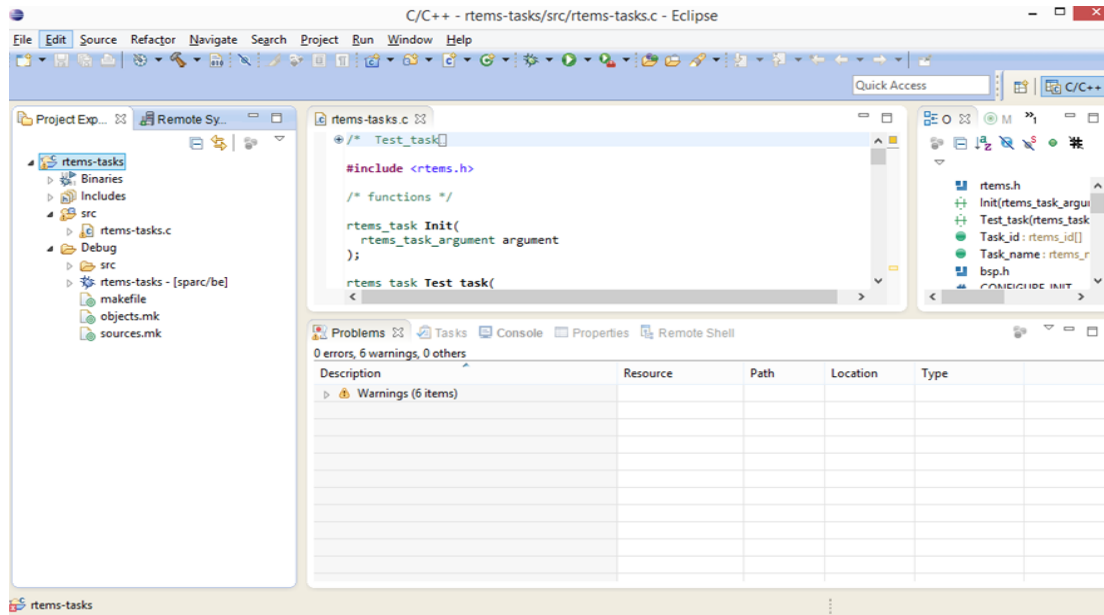 C/C++ - rtems-tasks/src/rtems-tasks.c - Eclipse
File Edit Source Refactor Navigate Search Project Run Window Help
Quick Access
C/C++
Project Exp...
Remote Sy...
rtems-tasks
Binaries
Includes
src
rtems-tasks.c
Debug
src
rtems-tasks - [sparc/be]
makefile
objects.mk
sources.mk
rtems-tasks.c
/* Test_task
#include <rtems.h>
/* functions */
rtems_task Init(
rtems_task_argument argument
);
rtems_task Test_task(
O
M
rtems.h
Init(rtems_task_argu
Test_task(rtems_task
Task_id : rtems_id[]
Task_name : rtems_r
bsp.h
CONFIGURE_INIT
Problems Tasks Console Properties Remote Shell
0 errors, 6 warnings, 0 others
Description Resource Path Location Type
Warnings (6 items)
rtems-tasks